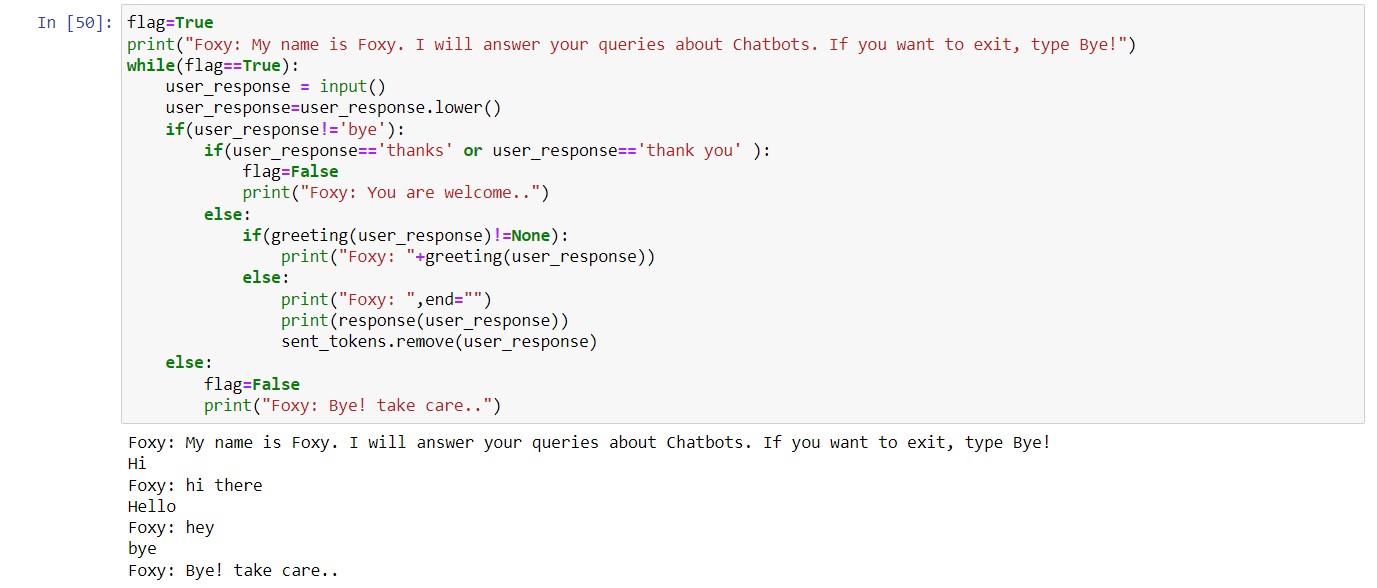 In [50]: flag=True
print("Foxy: My name is Foxy. I will answer your queries about Chatbots. If you want to exit, type Bye!")
while(flag==True):
    user_response = input()
    user_response=user_response.lower()
    if(user_response!='bye'):
        if(user_response=='thanks' or user_response=='thank you' ):
            flag=False
            print("Foxy: You are welcome..")
        else:
            if(greeting(user_response)!=None):
                print("Foxy: "+greeting(user_response))
            else:
                print("Foxy: ",end="")
                print(response(user_response))
                sent_tokens.remove(user_response)
    else:
        flag=False
        print("Foxy: Bye! take care..")
Foxy: My name is Foxy. I will answer your queries about Chatbots. If you want to exit, type Bye!
Hi
Foxy: hi there
Hello
Foxy: hey
bye
Foxy: Bye! take care..